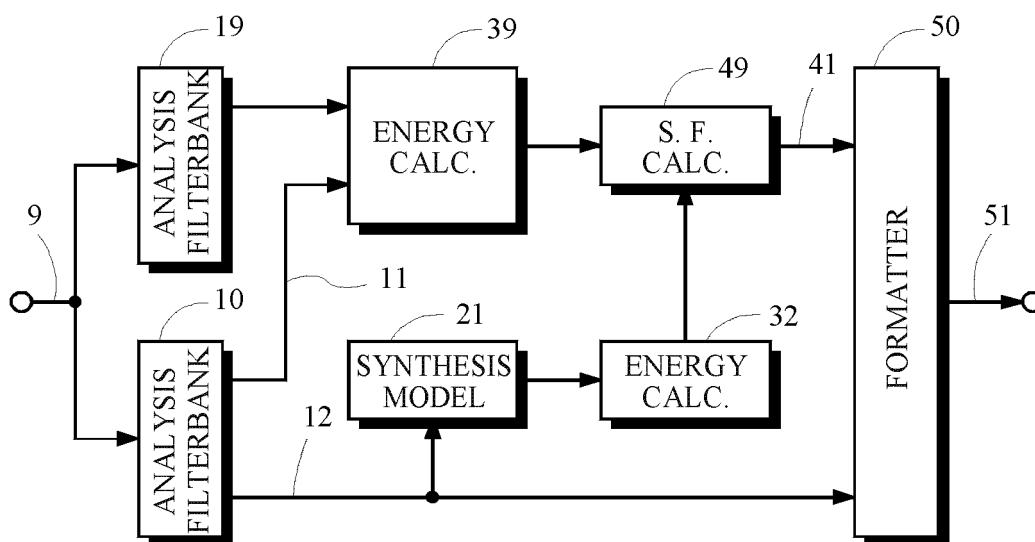 19
39
49
41
50
ANALYSIS
FILTERBANK
ENERGY
CALC.
S. F.
CALC.
9
11
51
10
21
32
ANALYSIS
FILTERBANK
SYNTHESIS
MODEL
ENERGY
CALC.
12
FORMATTER